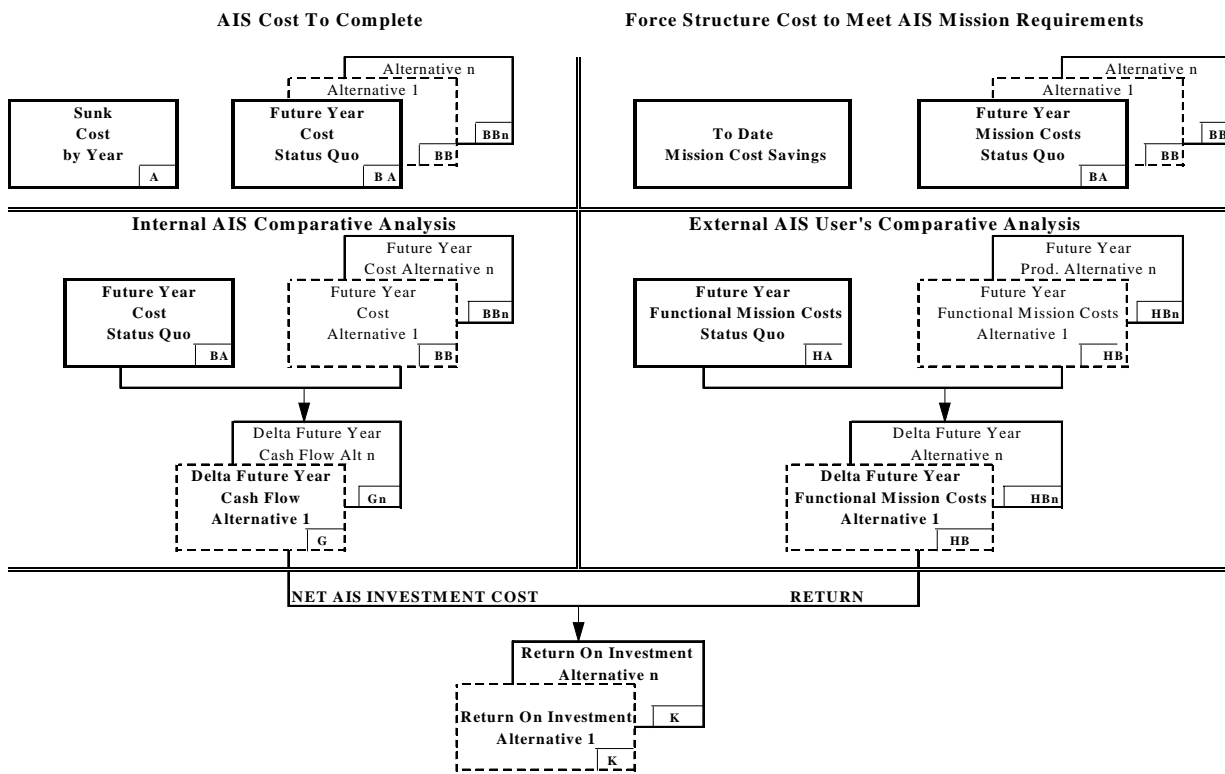 AIS Cost To Complete
Force Structure Cost to Meet AIS Mission Requirements
Alternative n
Alternative 1
Sunk
Cost
by Year
A
Future Year
Cost
Status Quo
B A
BB
BBn
To Date
Mission Cost Savings
Alternative n
Alternative 1
Future Year
Mission Costs
Status Quo
BA
BB
BB
Internal AIS Comparative Analysis
Future Year
Cost Alternative n
BBn
Future Year
Cost
Status Quo
BA
Future Year
Cost
Alternative 1
BB
Delta Future Year
Cash Flow Alt n
Gn
Delta Future Year
Cash Flow
Alternative 1
G
External AIS User's Comparative Analysis
Future Year
Prod. Alternative n
HBn
Future Year
Functional Mission Costs
Status Quo
HA
Future Year
Functional Mission Costs
Alternative 1
HB
Delta Future Year
Alternative n
HBn
Delta Future Year
Functional Mission Costs
Alternative 1
HB
NET AIS INVESTMENT COST
RETURN
Return On Investment
Alternative n
K
Return On Investment
Alternative 1
K